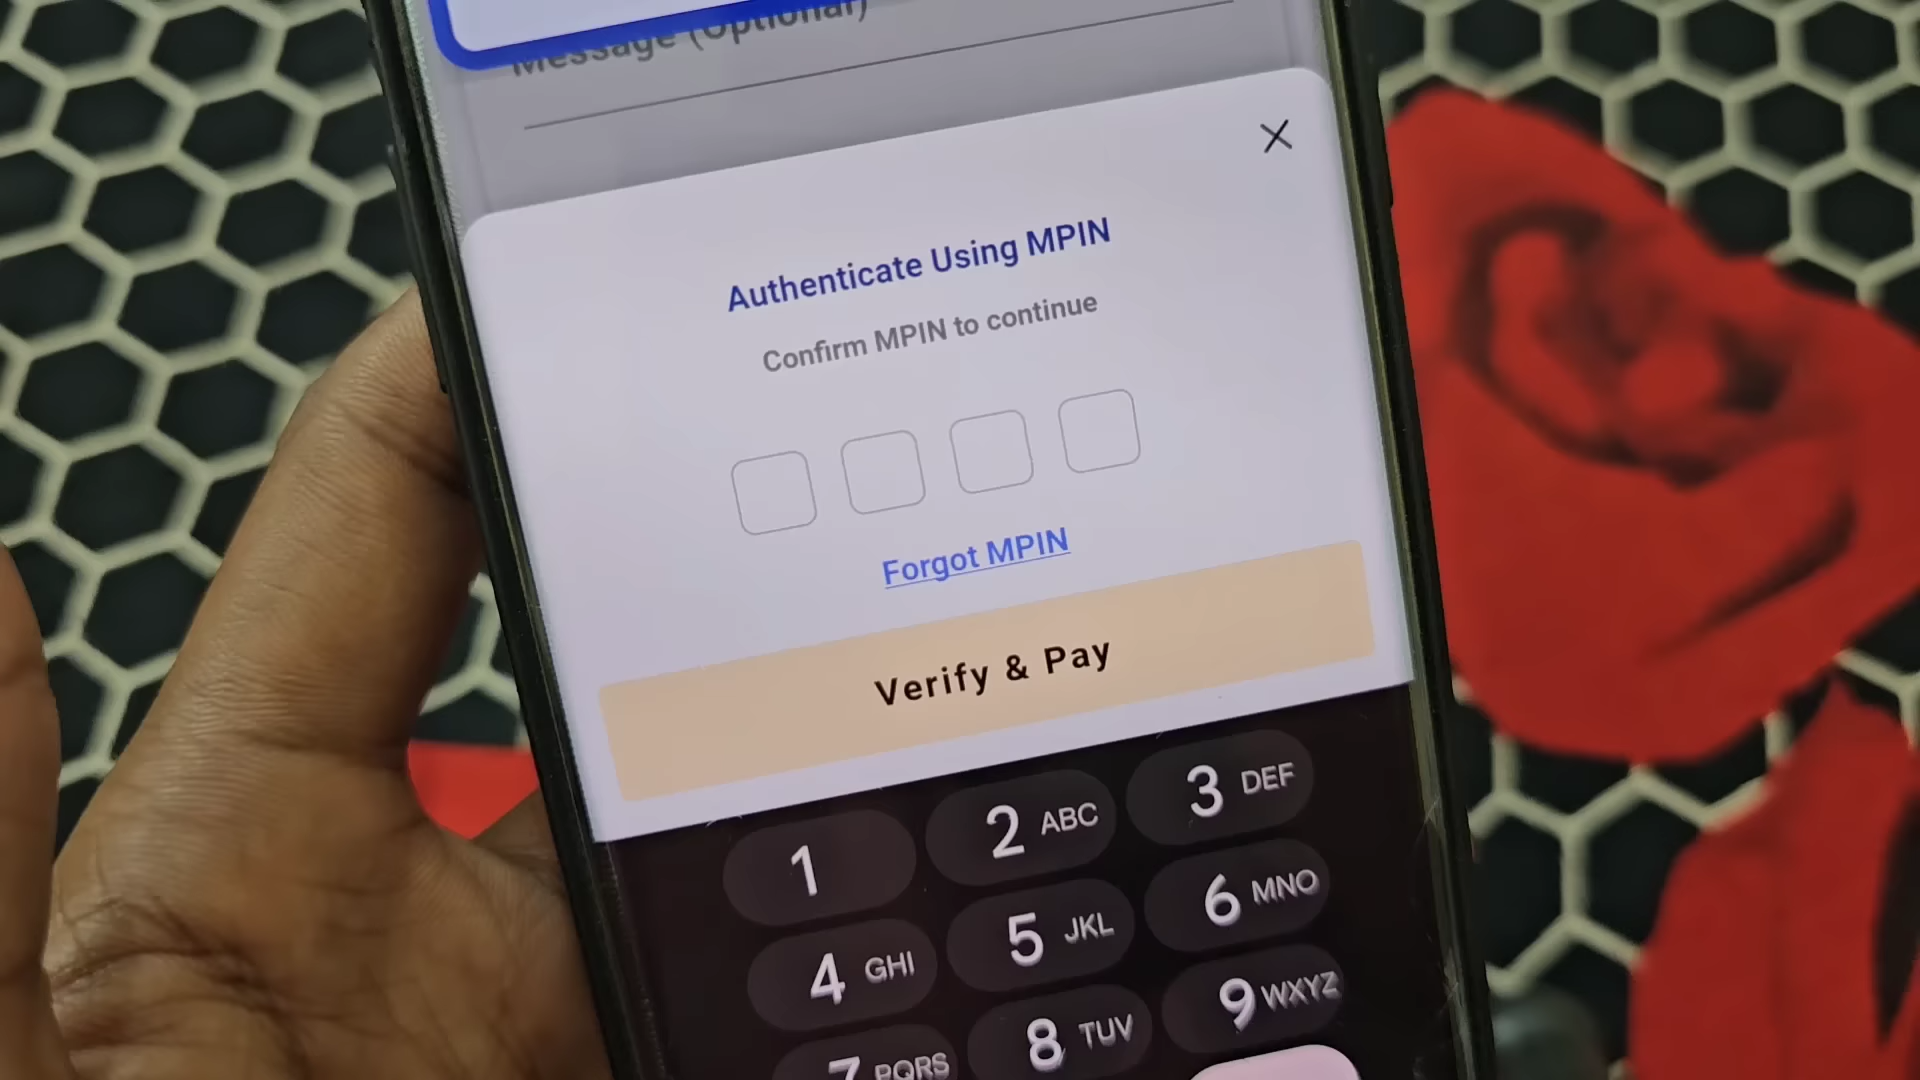 Message (Optional)
Authenticate Using MPIN
Confirm MPIN to continue
Forgot MPIN
Verify & Pay
1
2 ABC
3 DEF
4 GHI
5 JKL
6 MNO
7 PQRS
8 TUV
9 WXYZ